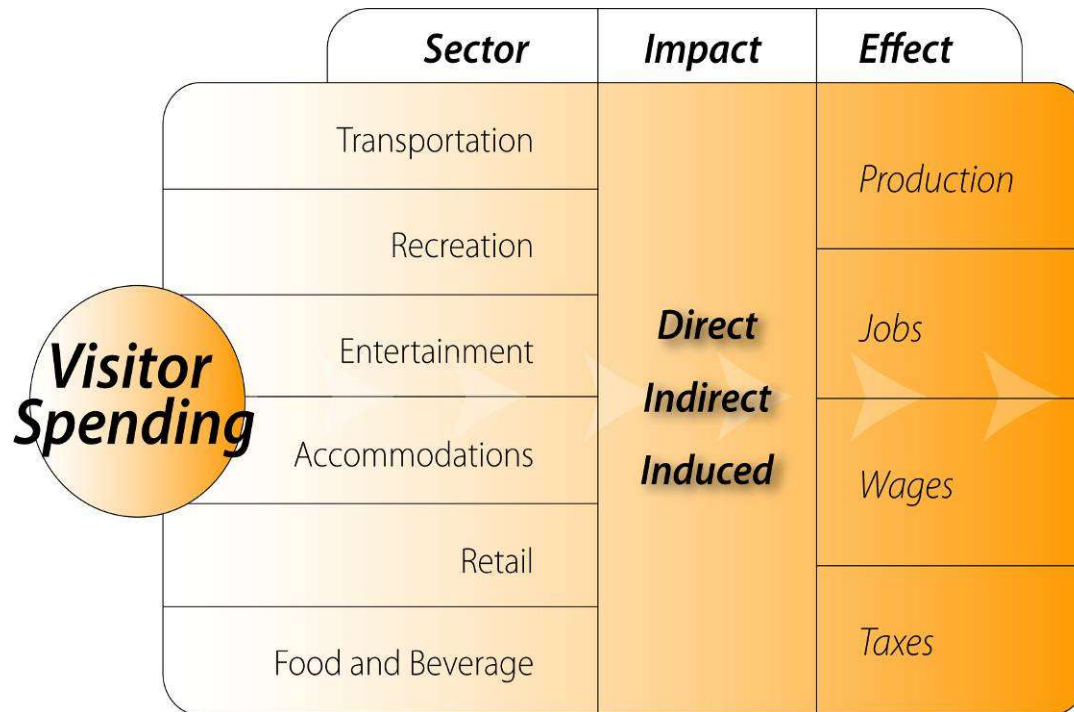 Sector
Impact
Effect
Visitor
Spending
Transportation
Recreation
Entertainment
Accommodations
Retail
Food and Beverage
Direct
Indirect
Induced
Production
Jobs
Wages
Taxes